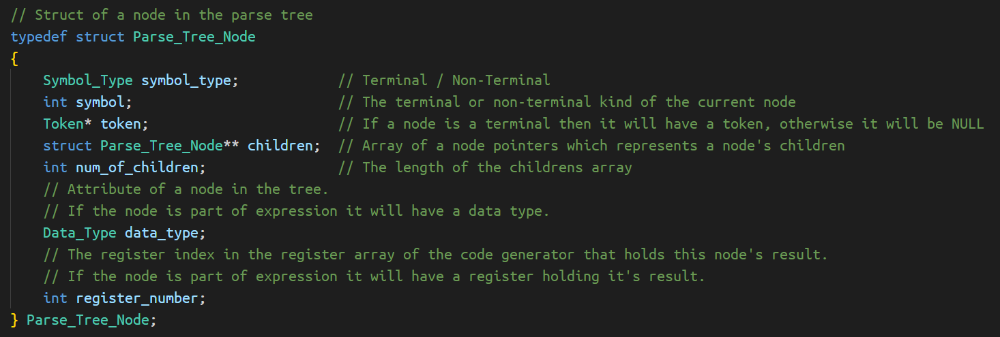 // Struct of a node in the parse tree
typedef struct Parse_Tree_Node
{
    Symbol_Type symbol_type;            // Terminal / Non-Terminal
    int symbol;                         // The terminal or non-terminal kind of the current node
    Token* token;                       // If a node is a terminal then it will have a token, otherwise it will be NULL
    struct Parse_Tree_Node** children;  // Array of a node pointers which represents a node's children
    int num_of_children;                // The length of the childrens array
    // Attribute of a node in the tree.
    // If the node is part of expression it will have a data type.
    Data_Type data_type;
    // The register index in the register array of the code generator that holds this node's result.
    // If the node is part of expression it will have a register holding it's result.
    int register_number;
} Parse_Tree_Node;